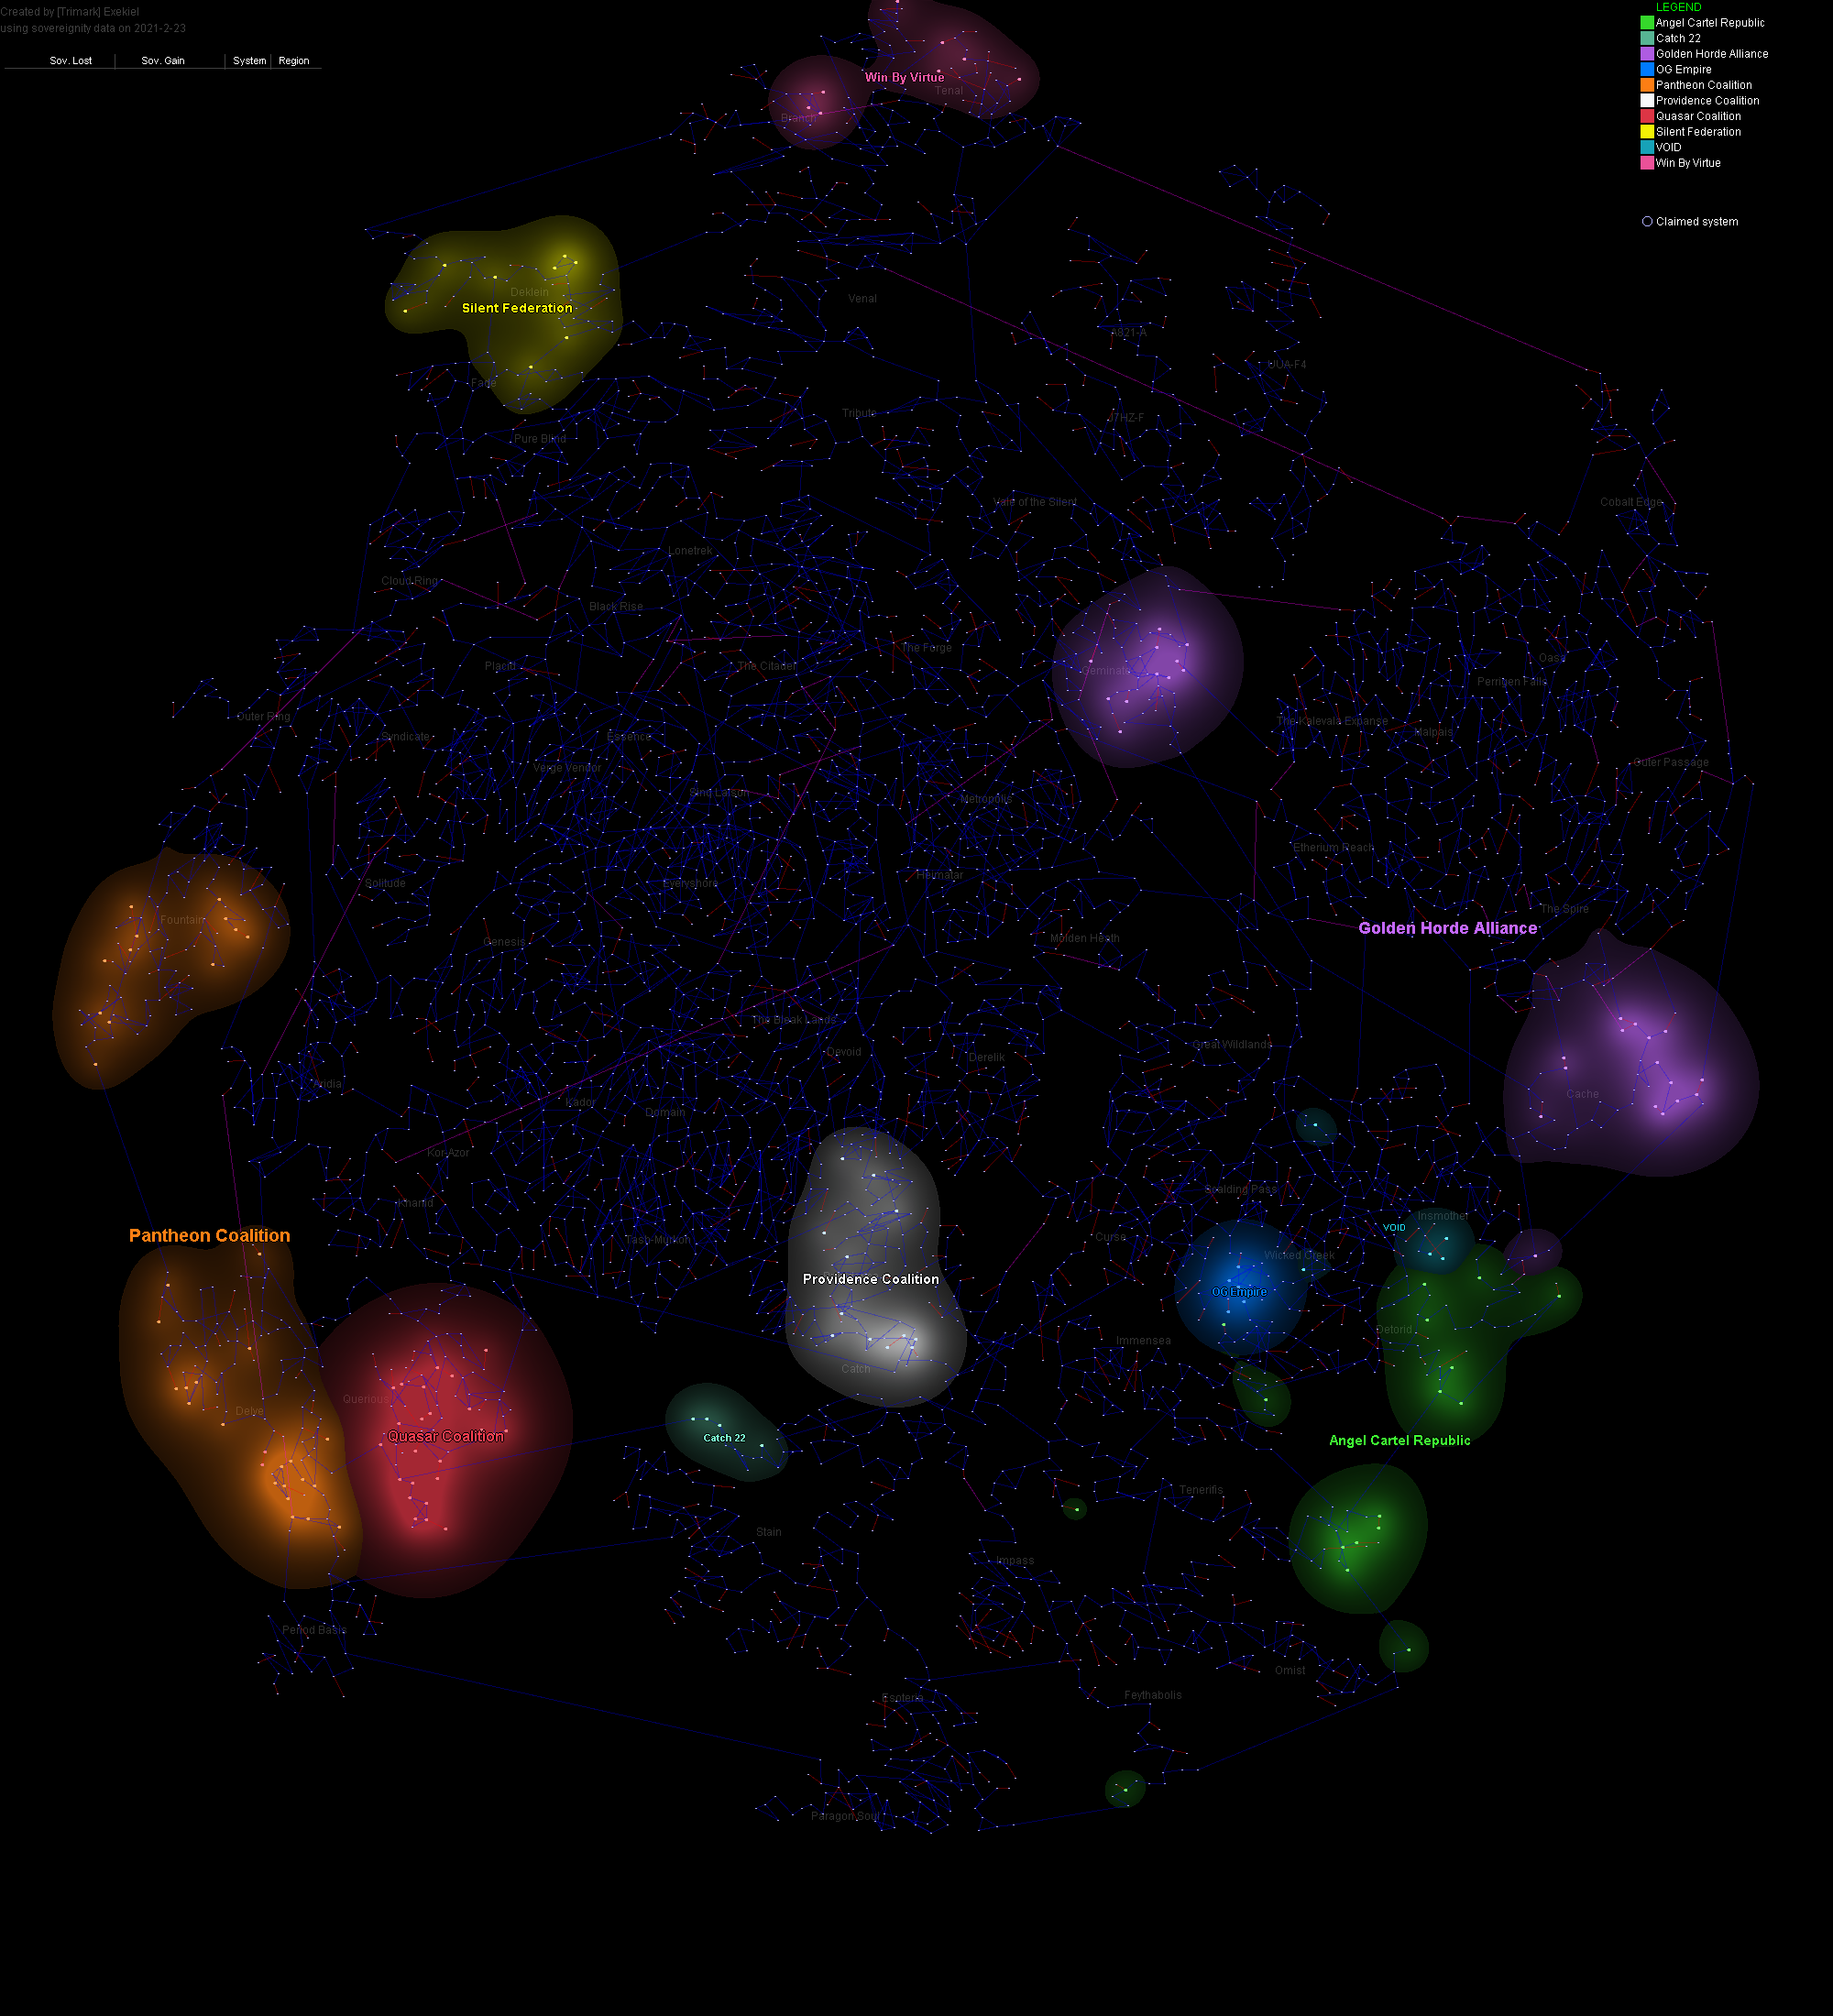 Created by [Trimark] Exekiel
using sovereignity data on 2021-2-23
Sov. Lost Sov. Gain System Region
LEGEND
Angel Cartel Republic
Catch 22
Golden Horde Alliance
OG Empire
Pantheon Coalition
Providence Coalition
Quasar Coalition
Silent Federation
VOID
Win By Virtue
Claimed system
Win By Virtue
Tenal
Branch
Deklein
Silent Federation
Venal
A821-A
UUA-F4
Fade
Tribute
J7HZ-F
Pure Blind
Vale of the Silent
Cobalt Edge
Lonetrek
Cloud Ring
Black Rise
The Forge
Oasa
Placid
The Citadel
Geminate
Perrigen Falls
Outer Ring
The Kalevala Expanse
Malpais
Syndicate
Essence
Outer Passage
Verge Vendor
Sinq Laison
Metropolis
Etherium Reach
Solitude
Everyshore
Heimatar
The Spire
Fountain
Golden Horde Alliance
Genesis
Molden Heath
The Bleak Lands
Great Wildlands
Devoid
Derelik
Aridia
Cache
Kador
Domain
Kor-Azor
Scalding Pass
Khanid
Insmother
VOID
Pantheon Coalition
Tash-Murkon
Curse
Wicked Creek
Providence Coalition
OG Empire
Detorid
Immensea
Catch
Querious
Delve
Quasar Coalition
Catch 22
Angel Cartel Republic
Tenerifis
Stain
Impass
Period Basis
Omist
Esoteria
Feythabolis
Paragon Soul